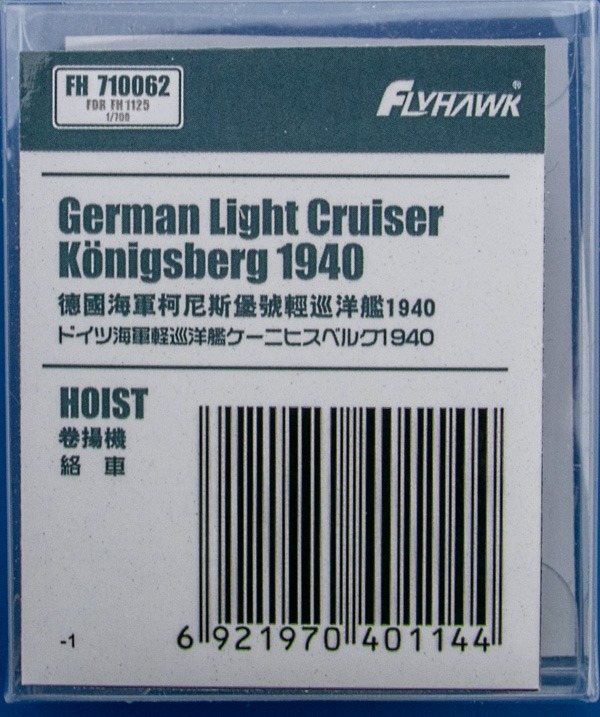 FH 710062
FOR FH 1125
1/700
FLYHAWK®
German Light Cruiser
Königsberg 1940
德國海軍柯尼斯堡號輕巡洋艦1940
ドイツ海軍軽巡洋艦ケーニヒスベルク1940
HOIST
卷揚機
絡 車
-1
6 921970 401144